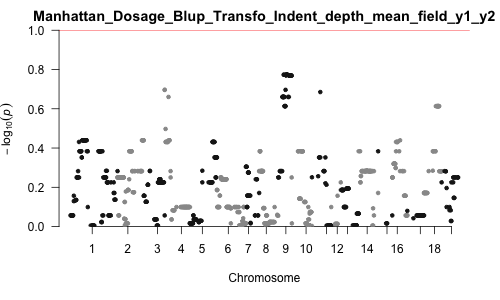 Manhattan_Dosage_Blup_Transfo_Indent_depth_mean_field_y1_y2
1.0
0.8
0.6
0.4
0.2
0.0
− log₁₀(p)
1 2 3 4 5 6 7 8 9 10 12 14 16 18
Chromosome